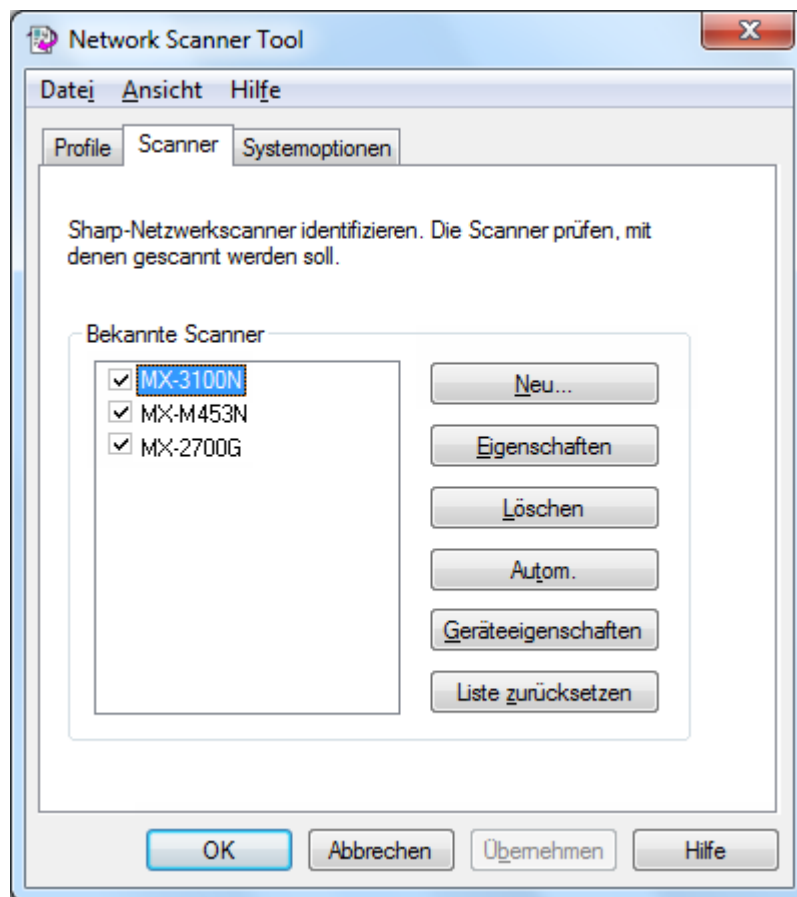 Network Scanner Tool
Datei Ansicht Hilfe
Profile Scanner Systemoptionen
Sharp-Netzwerkscanner identifizieren. Die Scanner prüfen, mit
denen gescannt werden soll.
Bekannte Scanner
MX-3100N
MX-M453N
MX-2700G
Neu...
Eigenschaften
Löschen
Autom.
Geräteeigenschaften
Liste zurücksetzen
OK Abbrechen Übernehmen Hilfe